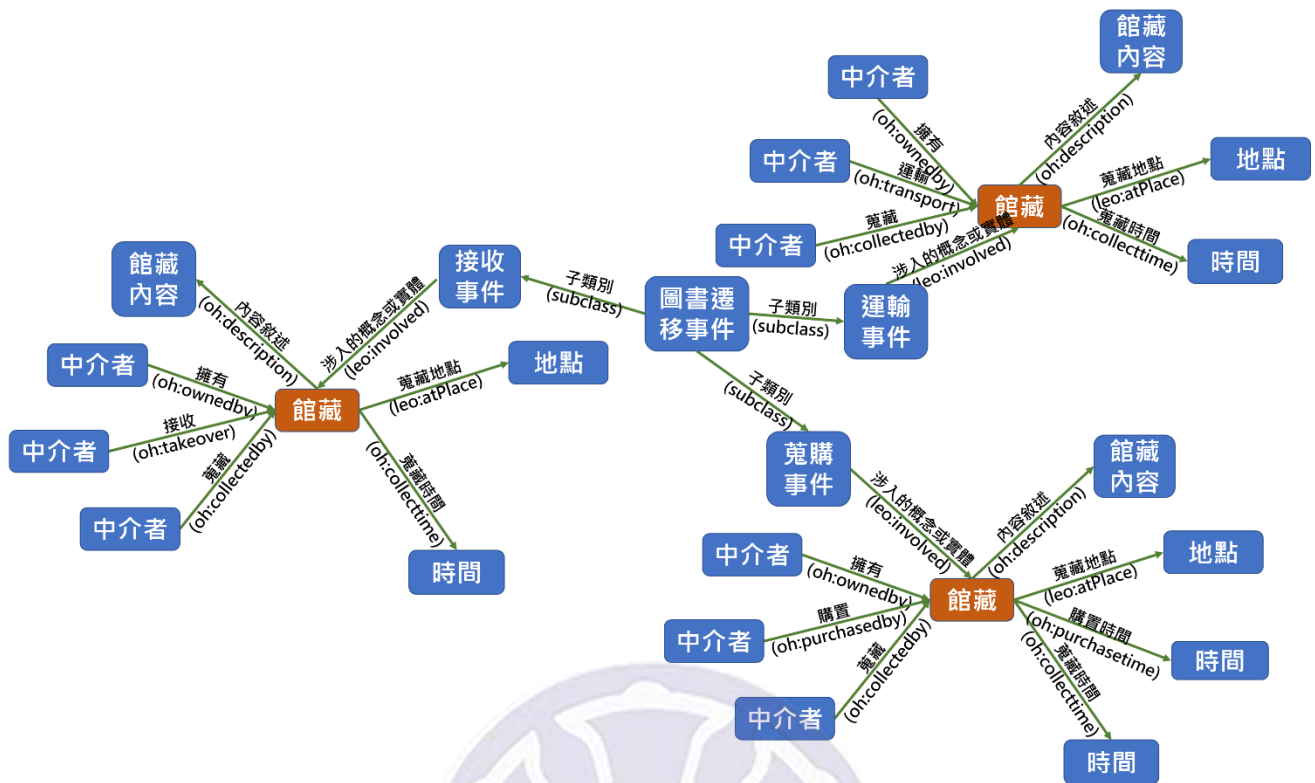 館藏
內容
中介者
擁有
(oh:ownedby)
內容敘述
(oh:description)
中介者
運輸
(oh:transport)
蒐藏地點
(leo:atPlace)
地點
館藏
中介者
蒐藏
(oh:collectedby)
蒐藏時間
(oh:collecttime)
時間
涉入的概念或實體
(leo:involved)
館藏
內容
接收
事件
子類別
(subclass)
圖書遷
移事件
子類別
(subclass)
運輸
事件
內容敘述
(oh:description)
涉入的概念或實體
(leo:involved)
中介者
擁有
(oh:ownedby)
蒐藏地點
(leo:atPlace)
地點
館藏
中介者
接收
(oh:takeover)
蒐藏
(oh:collectedby)
中介者
蒐藏時間
(oh:collecttime)
時間
子類別
(subclass)
蒐購
事件
涉入的概念或實體
(leo:involved)
內容敘述
(oh:description)
館藏
內容
中介者
擁有
(oh:ownedby)
蒐藏地點
(leo:atPlace)
地點
館藏
中介者
購置
(oh:purchasedby)
購置時間
(oh:purchasetime)
時間
蒐藏
(oh:collectedby)
中介者
蒐藏時間
(oh:collecttime)
時間